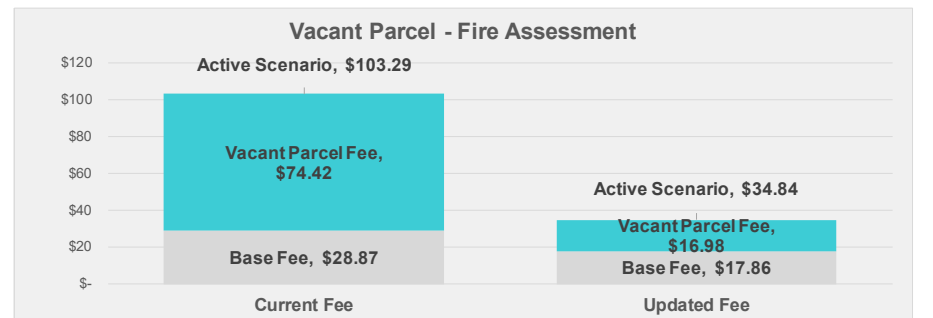 Vacant Parcel - Fire Assessment
$120
$100
$80
$60
$40
$20
$-
Active Scenario, $103.29
Vacant Parcel Fee,
$74.42
Base Fee, $28.87
Active Scenario, $34.84
Vacant Parcel Fee,
$16.98
Base Fee, $17.86
Current Fee
Updated Fee